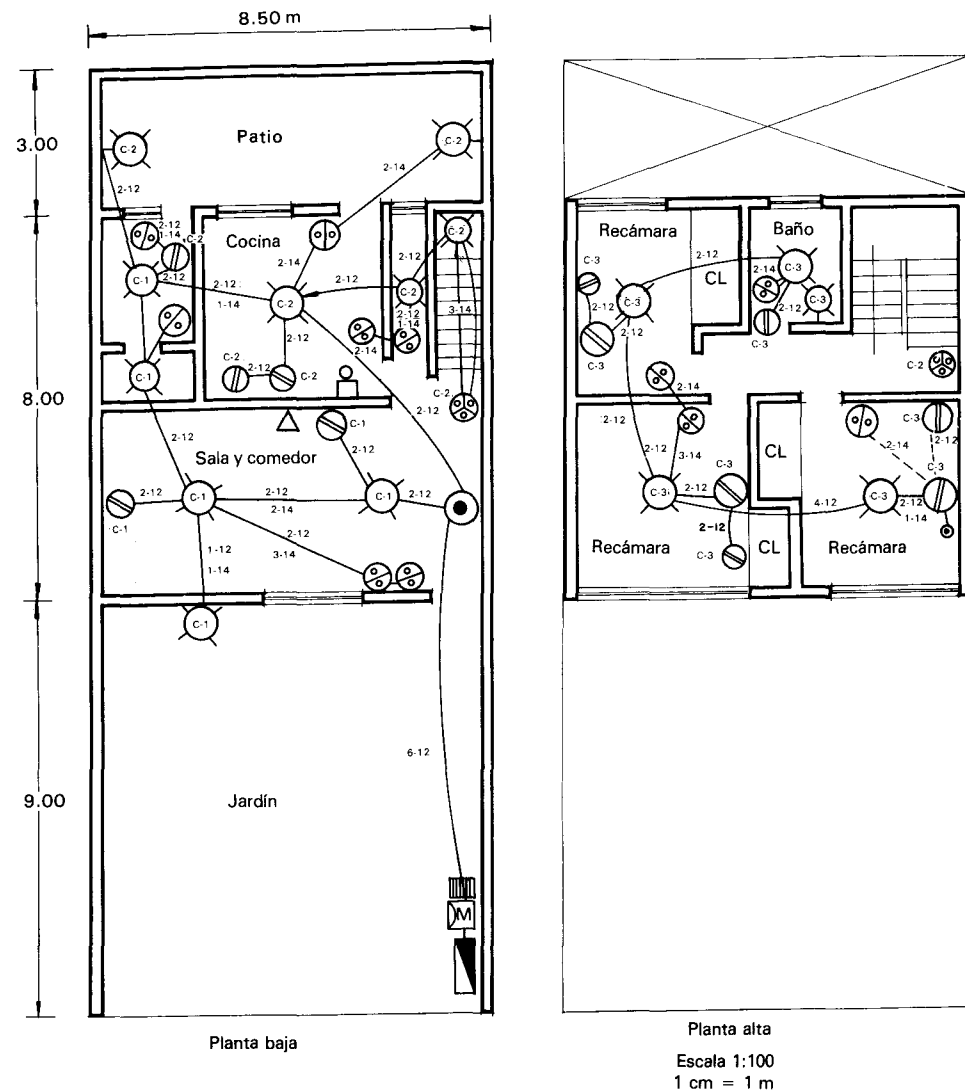 8.50 m
3.00
8.00
9.00
Patio
C-2
C-2
2-12
2-14
2-12
1-14
C-2
2-12
C-1
Cocina
2-14
2-12
1-14
C-2
2-12
2-12
C-2
C-2
2-12
1-14
3-14
2-14
C-2
2-12
C-2
2-12
C-2
2-12
C-1
C-1
2-12
2-12
Sala y comedor
2-12
C-1
C-1
2-12
2-14
C-1
2-12
2-12
3-14
1-12
1-14
C-1
6-12
Jardín
M
Planta baja
Recámara
CL
Baño
2-12
C-3
C-3
2-12
C-3
2-12
2-14
C-3
C-3
C-3
C-2
2-14
2-12
2-12
3-14
C-3
2-12
C-3
2-12
C-3
CL
CL
4-12
C-3
2-14
2-12
C-3
C-3
2-12
1-14
Recámara
Recámara
Planta alta
Escala 1:100
1 cm = 1 m